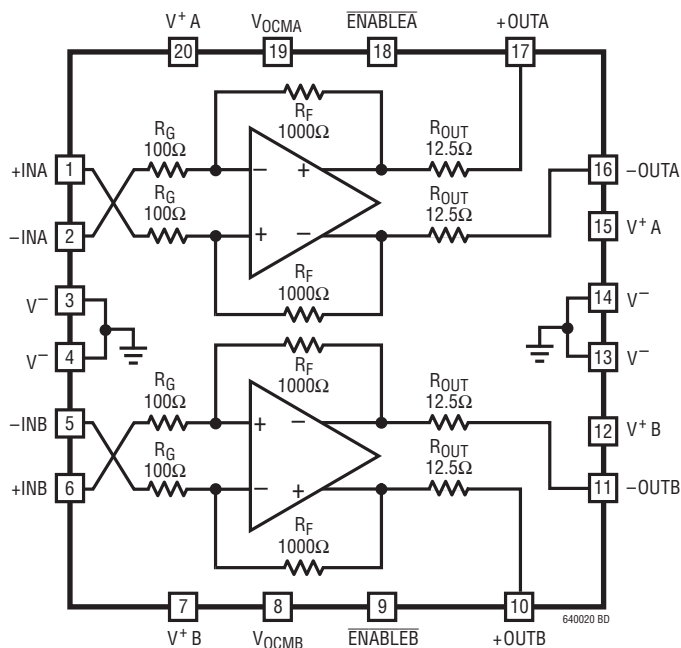 V+ A
VOCMA
ENABLEA
+OUTA
20
19
18
17
RF
1000Ω
RG
100Ω
ROUT
12.5Ω
+INA
1
−
+
16
−OUTA
RG
100Ω
ROUT
12.5Ω
−INA
2
+
−
15
V+ A
RF
1000Ω
V−
3
14
V−
V−
4
13
V−
RF
1000Ω
RG
100Ω
ROUT
12.5Ω
−INB
5
+
−
12
V+ B
RG
100Ω
ROUT
12.5Ω
+INB
6
−
+
11
−OUTB
RF
1000Ω
7
8
9
10
640020 BD
V+ B
VOCMB
ENABLEB
+OUTB